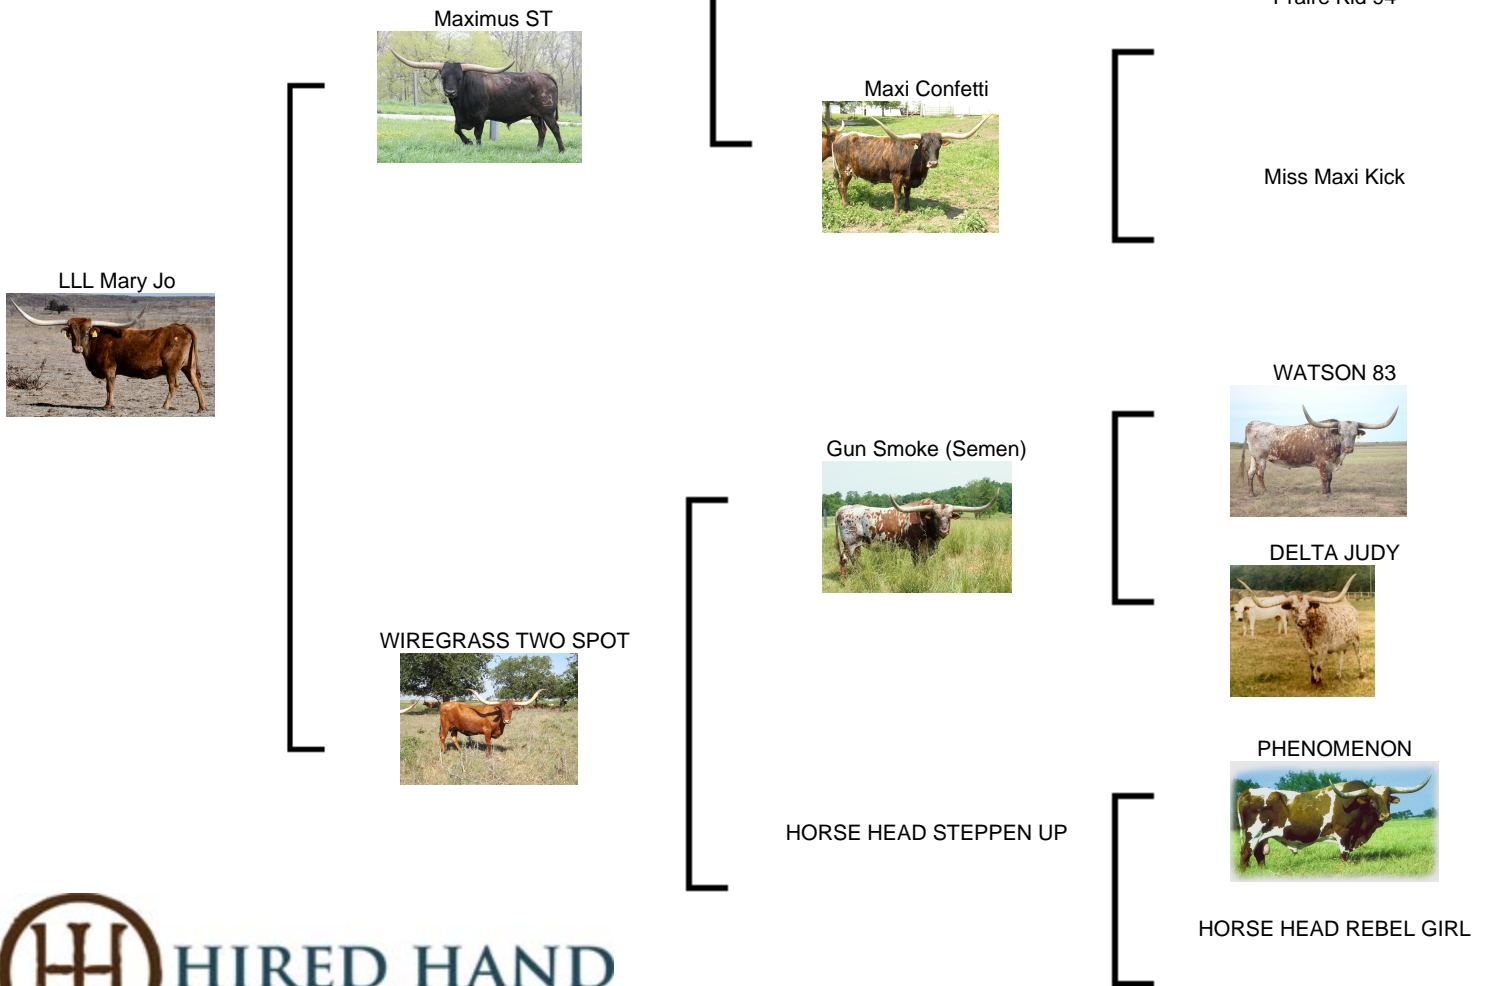 Maximus ST
Maxi Confetti
Miss Maxi Kick
LLL Mary Jo
WATSON 83
Gun Smoke (Semen)
DELTA JUDY
WIREGRASS TWO SPOT
PHENOMENON
HORSE HEAD STEPPEN UP
HORSE HEAD REBEL GIRL
HIRED HAND